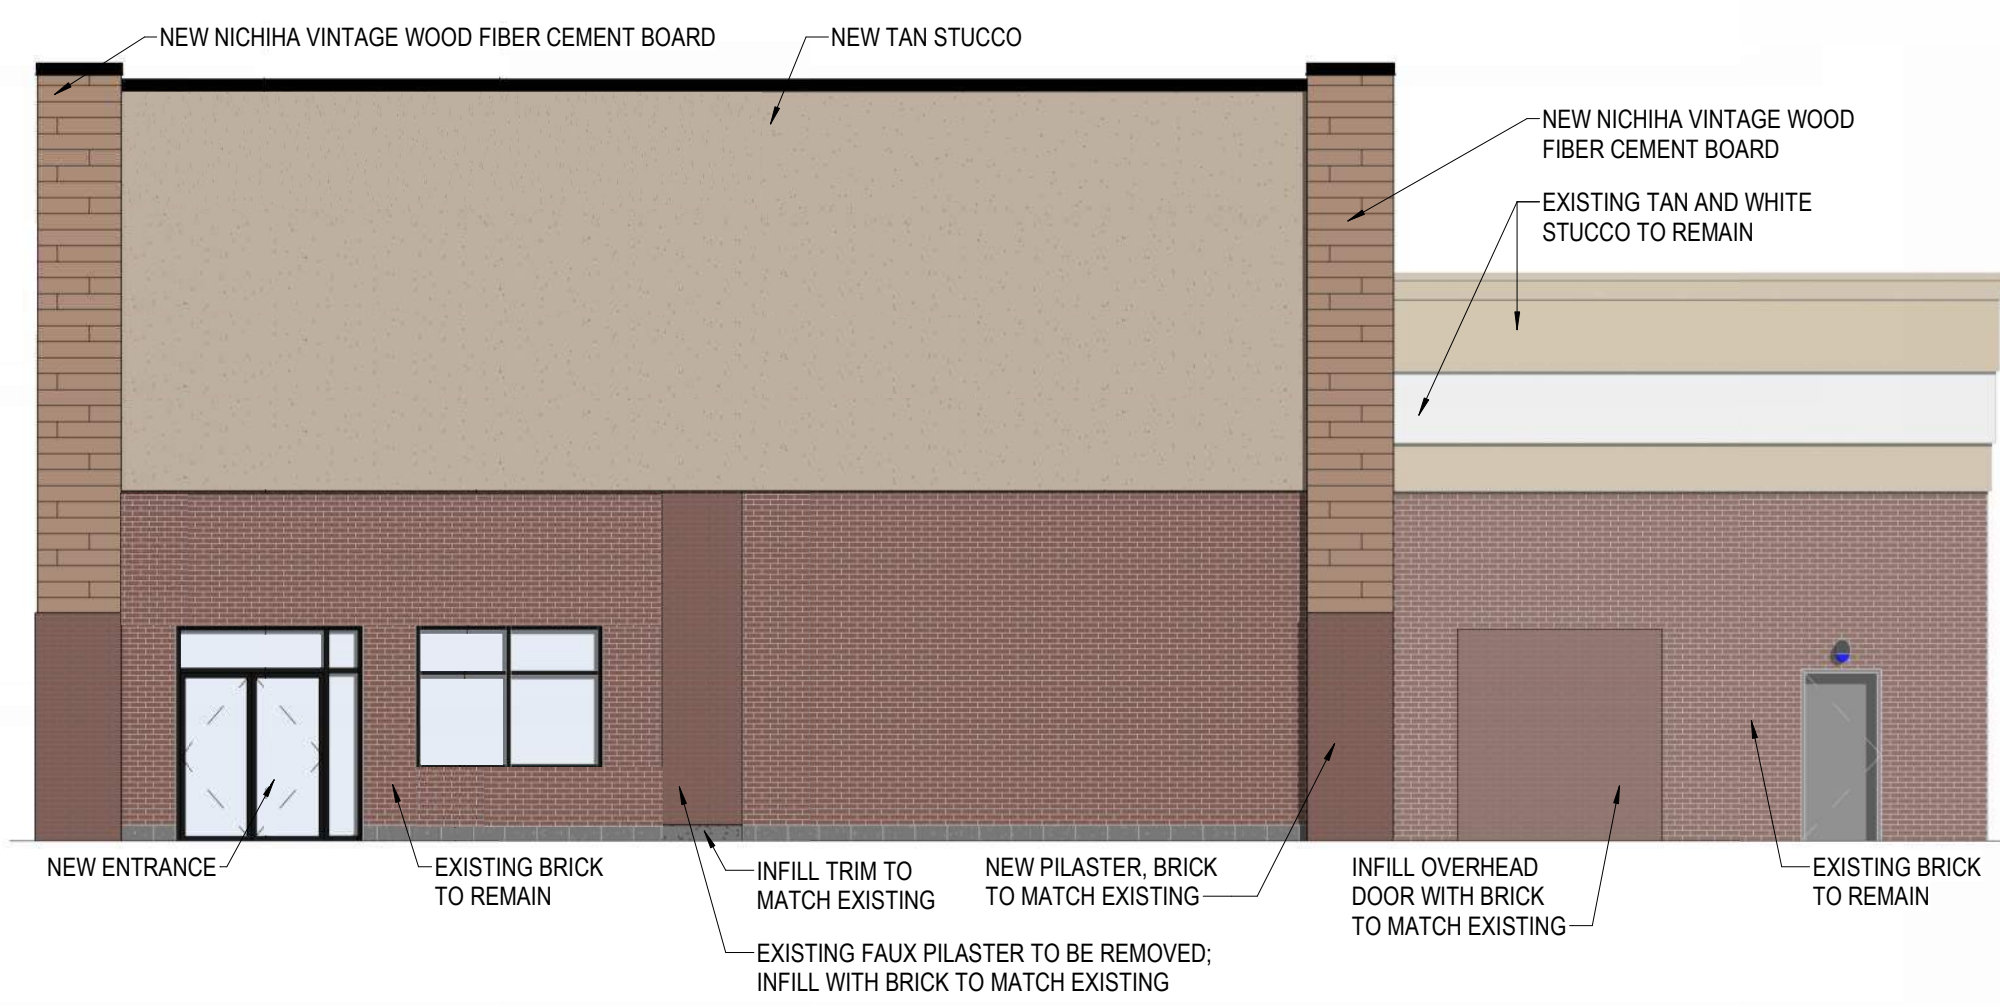 NEW NICHIHA VINTAGE WOOD FIBER CEMENT BOARD
NEW TAN STUCCO
NEW NICHIHA VINTAGE WOOD
FIBER CEMENT BOARD
EXISTING TAN AND WHITE
STUCCO TO REMAIN
NEW ENTRANCE
EXISTING BRICK
TO REMAIN
INFILL TRIM TO
MATCH EXISTING
EXISTING FAUX PILASTER TO BE REMOVED;
INFILL WITH BRICK TO MATCH EXISTING
NEW PILASTER, BRICK
TO MATCH EXISTING
INFILL OVERHEAD
DOOR WITH BRICK
TO MATCH EXISTING
EXISTING BRICK
TO REMAIN